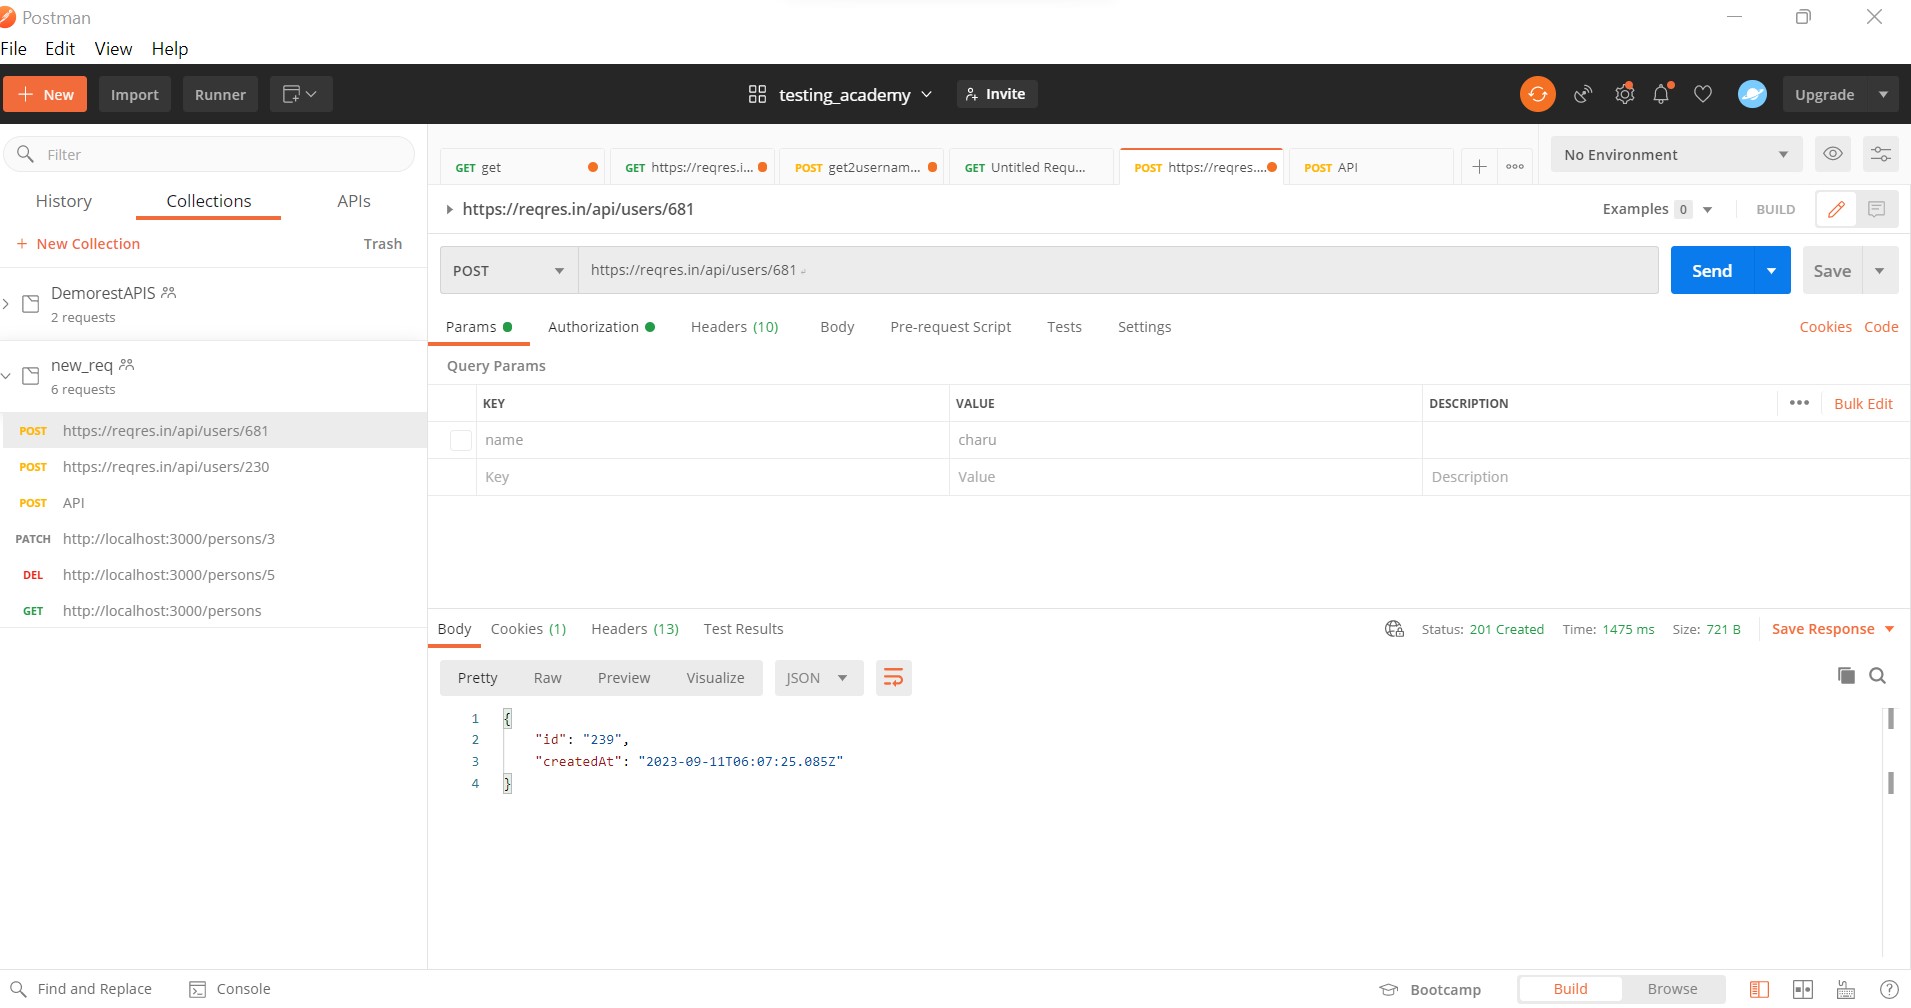 Postman
File Edit View Help
New Import Runner testing_academy Invite Upgrade
Filter
History Collections APIs
+ New Collection Trash
DemorestAPIS
2 requests
new_req
6 requests
POST https://reqres.in/api/users/681
POST https://reqres.in/api/users/230
POST API
PATCH http://localhost:3000/persons/3
DEL http://localhost:3000/persons/5
GET http://localhost:3000/persons
GET get GET https://reqres.i... POST get2usernam... GET Untitled Requ... POST https://reqres.... POST API No Environment
https://reqres.in/api/users/681 Examples 0 BUILD
POST https://reqres.in/api/users/681 Send Save
Params Authorization Headers (10) Body Pre-request Script Tests Settings Cookies Code
Query Params
KEY VALUE DESCRIPTION Bulk Edit
name charu
Key Value Description
Body Cookies (1) Headers (13) Test Results Status: 201 Created Time: 1475 ms Size: 721 B Save Response
Pretty Raw Preview Visualize JSON
1 {
2 "id": "239",
3 "createdAt": "2023-09-11T06:07:25.085Z"
4 }
Find and Replace Console Bootcamp Build Browse